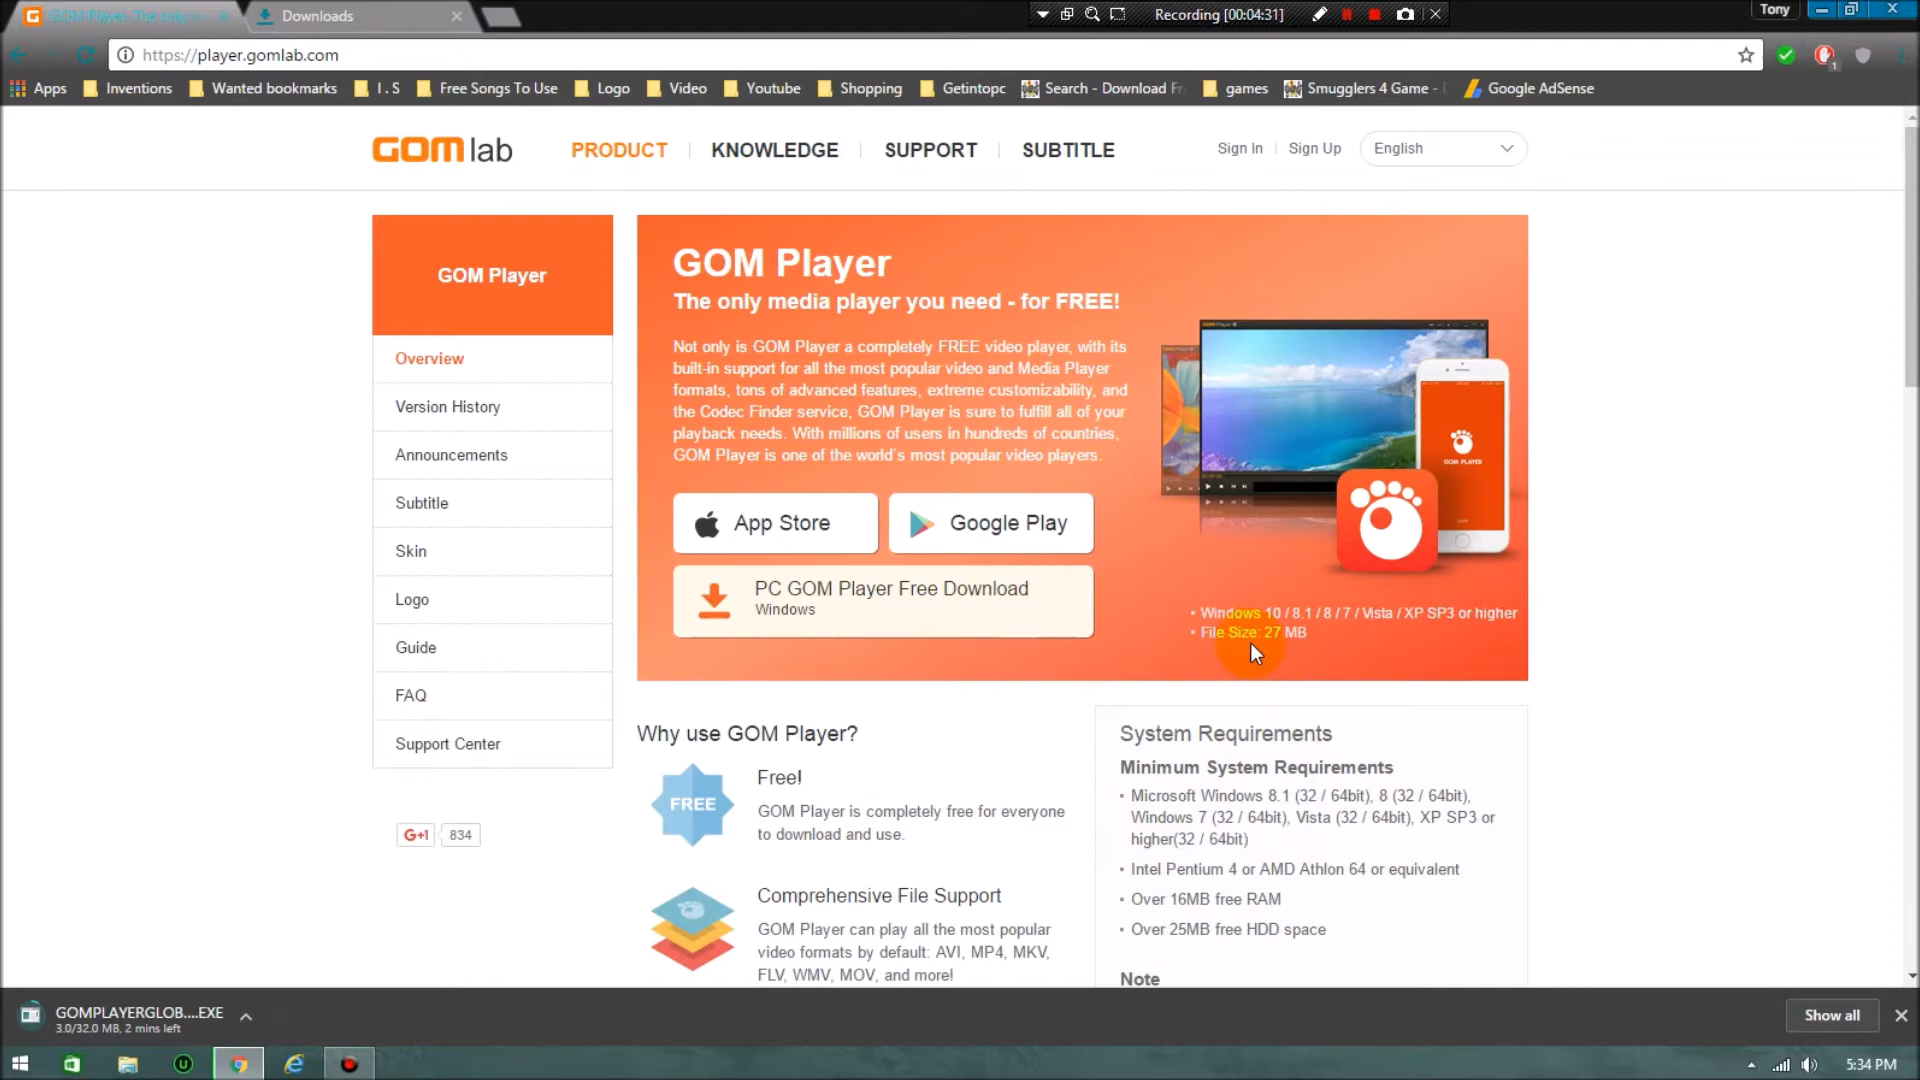 Downloads
Recording [00:04:31]
Tony
https://player.gomlab.com
Apps
Inventions
Wanted bookmarks
I . S
Free Songs To Use
Logo
Video
Youtube
Shopping
Getintopc
Search - Download Fr
games
Smugglers 4 Game -
Google AdSense
GOM lab
PRODUCT
KNOWLEDGE
SUPPORT
SUBTITLE
Sign In
Sign Up
English
GOM Player
Overview
Version History
Announcements
Subtitle
Skin
Logo
Guide
FAQ
Support Center
G+1 834
GOM Player
The only media player you need - for FREE!
Not only is GOM Player a completely FREE video player, with its
built-in support for all the most popular video and Media Player
formats, tons of advanced features, extreme customizability, and
the Codec Finder service, GOM Player is sure to fulfill all of your
playback needs. With millions of users in hundreds of countries,
GOM Player is one of the world`s most popular video players.
App Store
Google Play
PC GOM Player Free Download
Windows
GOM PLAYER
• Windows 10 / 8.1 / 8 / 7 / Vista / XP SP3 or higher
• File Size: 27 MB
Why use GOM Player?
FREE
Free!
GOM Player is completely free for everyone
to download and use.
Comprehensive File Support
GOM Player can play all the most popular
video formats by default: AVI, MP4, MKV,
FLV, WMV, MOV, and more!
System Requirements
Minimum System Requirements
• Microsoft Windows 8.1 (32 / 64bit), 8 (32 / 64bit),
Windows 7 (32 / 64bit), Vista (32 / 64bit), XP SP3 or
higher(32 / 64bit)
• Intel Pentium 4 or AMD Athlon 64 or equivalent
• Over 16MB free RAM
• Over 25MB free HDD space
Note
GOMPLAYERGLOB....EXE
3.0/32.0 MB, 2 mins left
Show all
5:34 PM